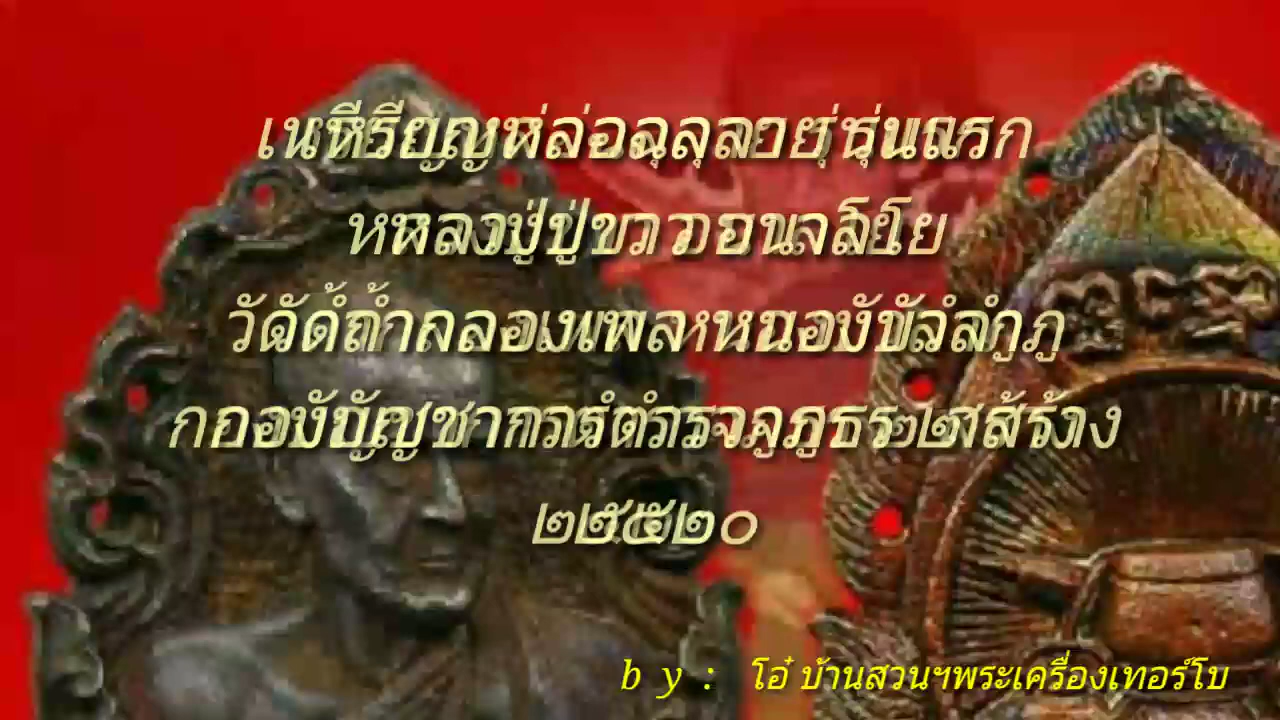 เหรียญหล่อฉลุลายรุ่นแรก
หลวงปู่ขาว อนาลโย
วัดถ้ำกลองเพล หนองบัวลำภู
กองบัญชาการตำรวจภูธร ๒ สร้าง
๒๕๒๐
by : โอ๋ บ้านสวนฯพระเครื่องเทอร์โบ